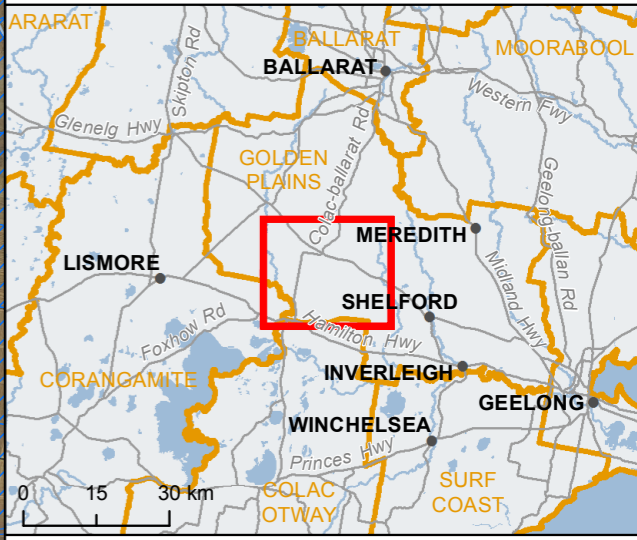 ARARAT
Skipton Rd
BALLARAT
MOORABOOL
BALLARAT
Western Fwy
Glenelg Hwy
GOLDEN
PLAINS
Colac-ballarat Rd
Geelong-ballan Rd
MEREDITH
LISMORE
Midland Hwy
SHELFORD
Foxhow Rd
Hamilton Hwy
CORANGAMITE
INVERLEIGH
GEELONG
WINCHELSEA
Princes Hwy
SURF
COAST
COLAC
OTWAY
0 15 30 km